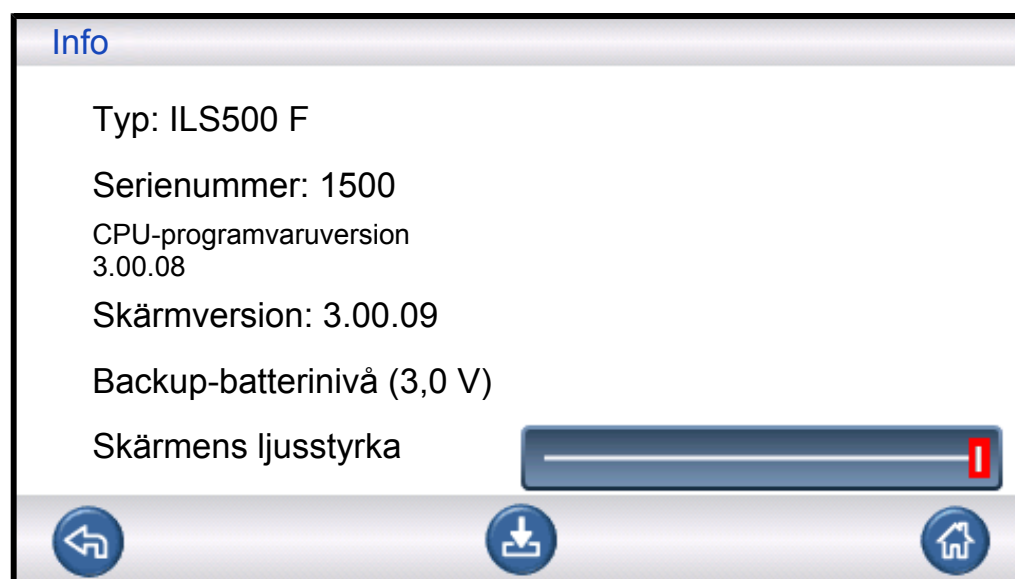 Info
Typ: ILS500 F
Serienummer: 1500
CPU-programvaruversion
3.00.08
Skärmversion: 3.00.09
Backup-batterinivå (3,0 V)
Skärmens ljusstyrka